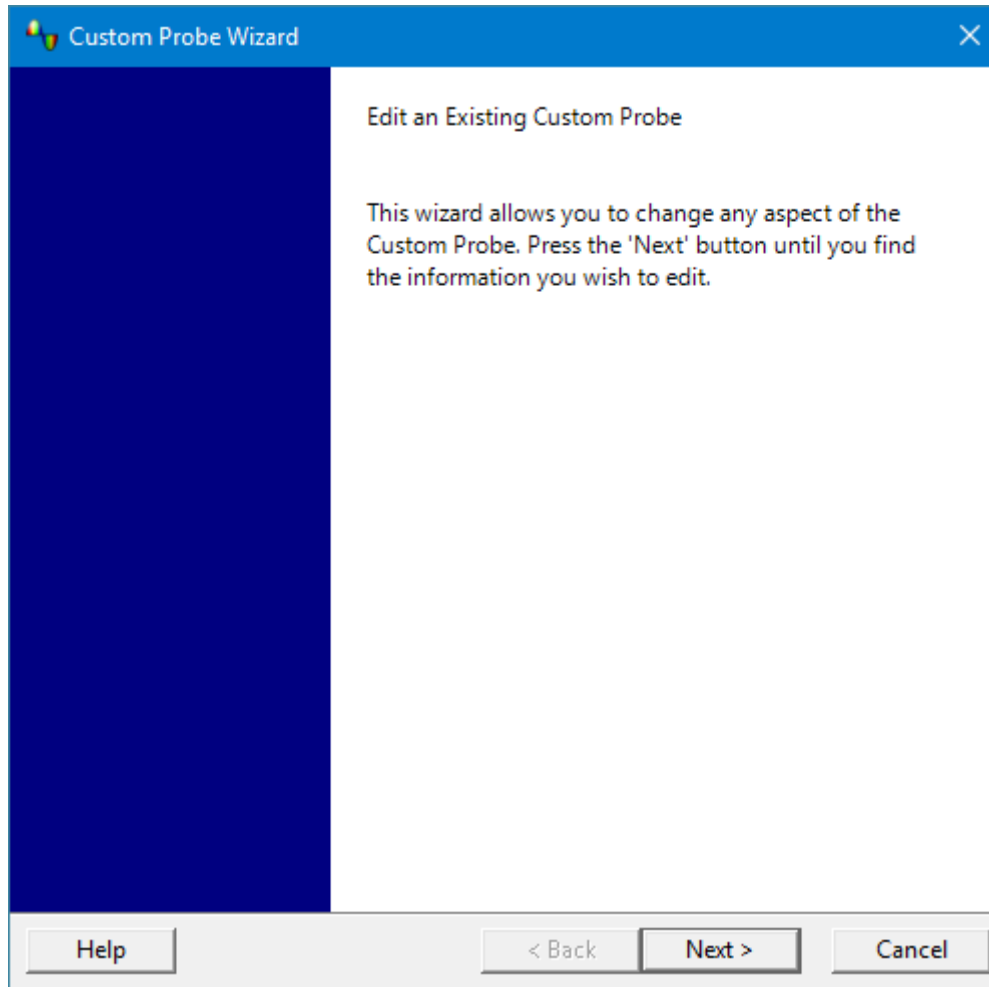 Custom Probe Wizard
Edit an Existing Custom Probe
This wizard allows you to change any aspect of the
Custom Probe. Press the 'Next' button until you find
the information you wish to edit.
Help
< Back
Next >
Cancel